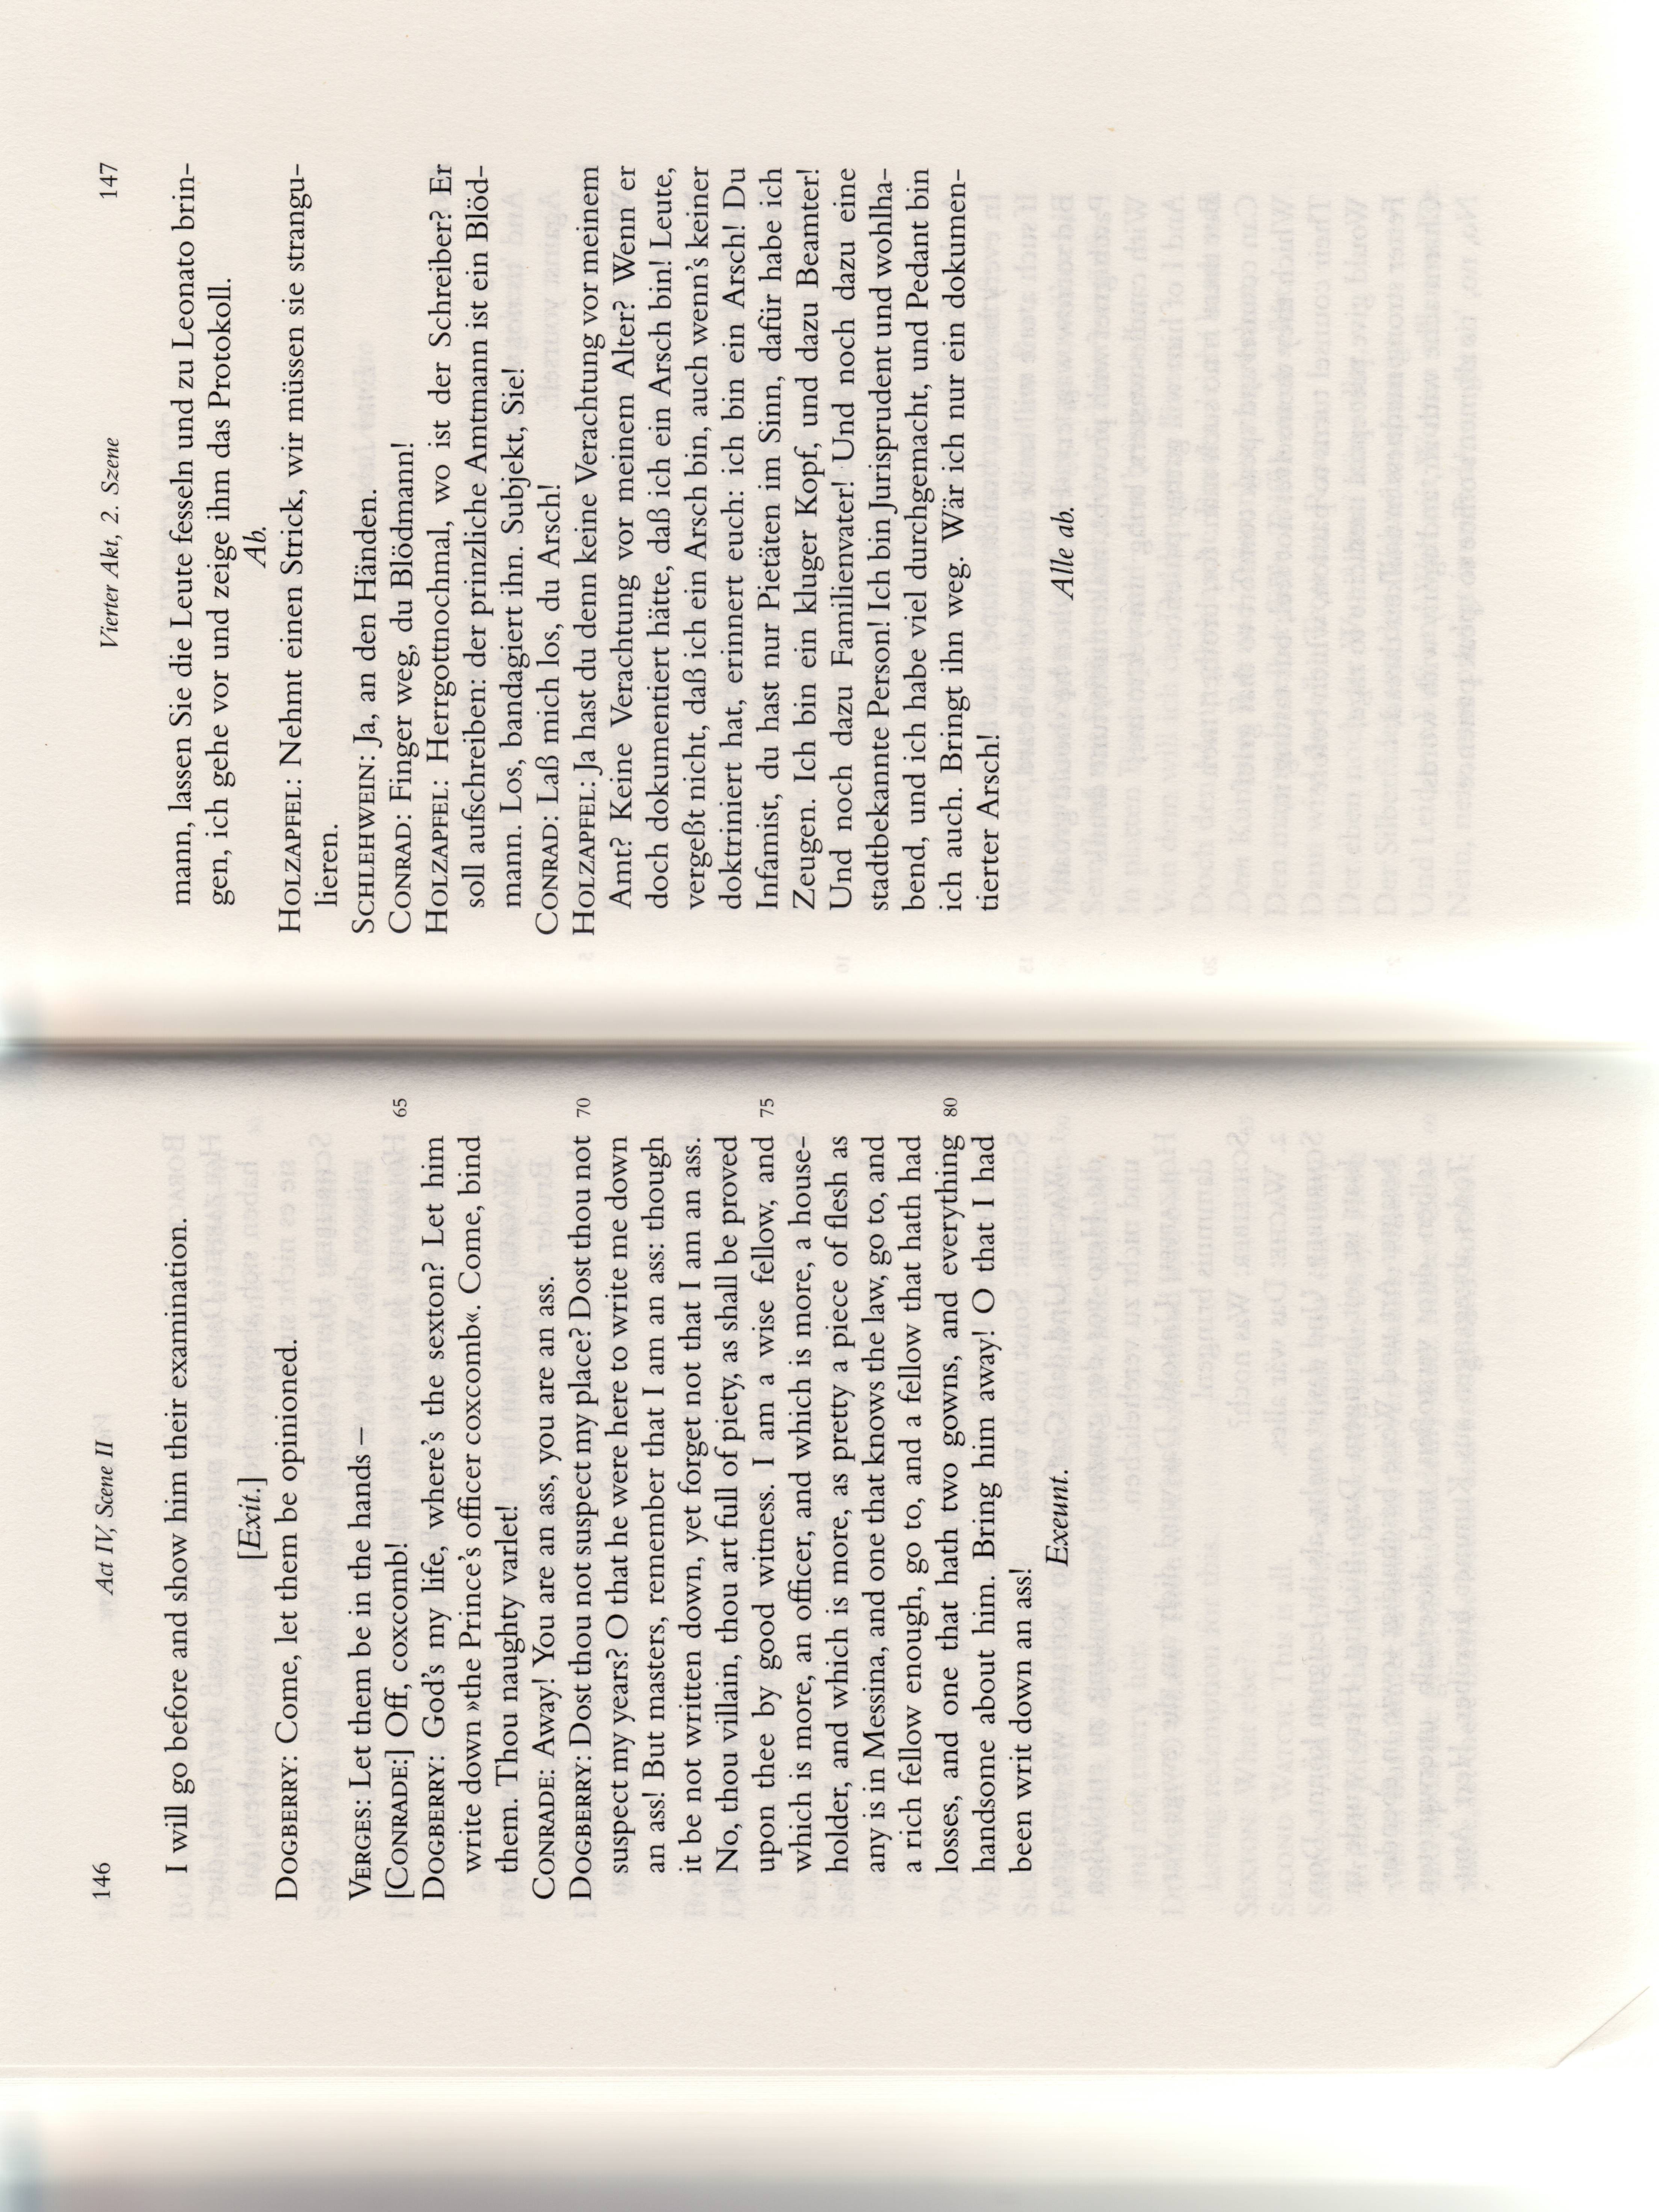 146
Act IV, Scene II
I will go before and show him their examination.
[Exit.]
DOGBERRY: Come, let them be opinioned.
VERGES: Let them be in the hands –
[CONRADE:] Off, coxcomb! 65
DOGBERRY: God's my life, where's the sexton? Let him
write down »the Prince's officer coxcomb«. Come, bind
them. Thou naughty varlet!
CONRADE: Away! You are an ass, you are an ass.
DOGBERRY: Dost thou not suspect my place? Dost thou not 70
suspect my years? O that he were here to write me down
an ass! But masters, remember that I am an ass: though
it be not written down, yet forget not that I am an ass.
No, thou villain, thou art full of piety, as shall be proved
upon thee by good witness. I am a wise fellow, and 75
which is more, an officer, and which is more, a house-
holder, and which is more, as pretty a piece of flesh as
any is in Messina, and one that knows the law, go to, and
a rich fellow enough, go to, and a fellow that hath had
losses, and one that hath two gowns, and everything 80
handsome about him. Bring him away! O that I had
been writ down an ass!
Exeunt.
Vierter Akt, 2. Szene
147
mann, lassen Sie die Leute fesseln und zu Leonato brin-
gen, ich gehe vor und zeige ihm das Protokoll.
Ab.
HOLZAPFEL: Nehmt einen Strick, wir müssen sie strangu-
lieren.
SCHLEHWEIN: Ja, an den Händen.
CONRAD: Finger weg, du Blödmann!
HOLZAPFEL: Herrgottnochmal, wo ist der Schreiber? Er
soll aufschreiben: der prinzliche Amtmann ist ein Blöd-
mann. Los, bandagiert ihn. Subjekt, Sie!
CONRAD: Laß mich los, du Arsch!
HOLZAPFEL: Ja hast du denn keine Verachtung vor meinem
Amt? Keine Verachtung vor meinem Alter? Wenn er
doch dokumentiert hätte, daß ich ein Arsch bin! Leute,
vergeßt nicht, daß ich ein Arsch bin, auch wenn's keiner
doktriniert hat, erinnert euch: ich bin ein Arsch! Du
Infamist, du hast nur Pietäten im Sinn, dafür habe ich
Zeugen. Ich bin ein kluger Kopf, und dazu Beamter!
Und noch dazu Familienvater! Und noch dazu eine
stadtbekannte Person! Ich bin Jurisprudent und wohlha-
bend, und ich habe viel durchgemacht, und Pedant bin
ich auch. Bringt ihn weg. Wär ich nur ein dokumen-
tierter Arsch!
Alle ab.